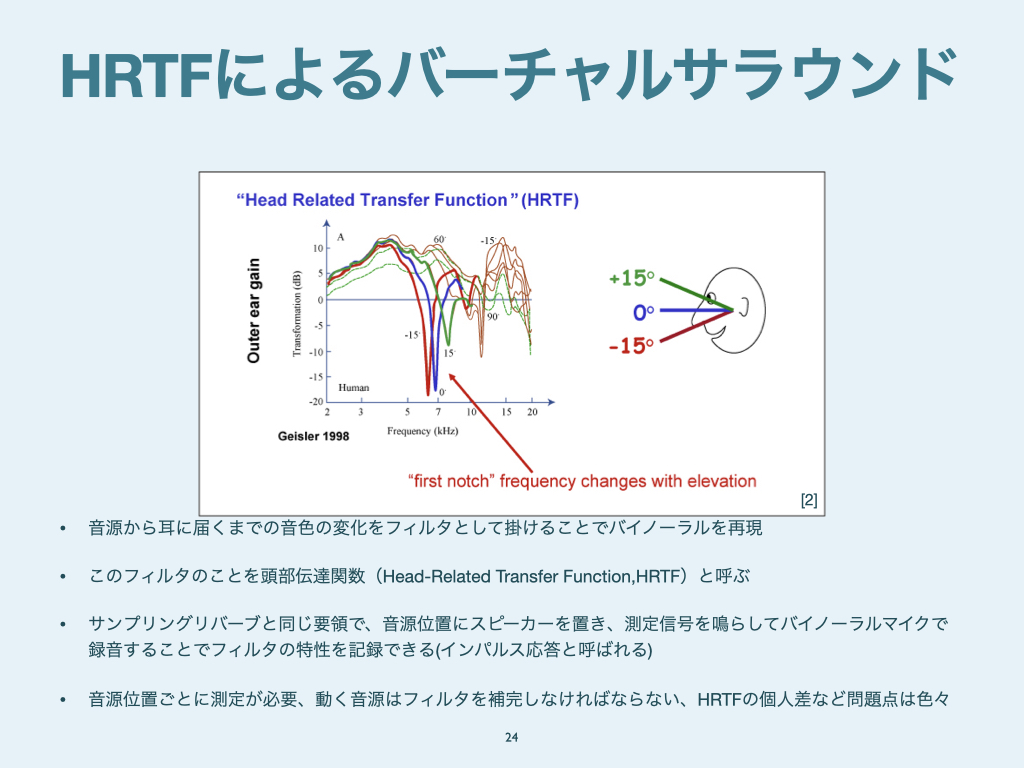 HRTFによるバーチャルサラウンド
“Head Related Transfer Function” (HRTF)
Outer ear gain
Transformation (dB)
A
10
5
0
-5
-10
-15
-20
60°
-15°
90°
-15°
15°
0°
Human
2 3 5 7 10 15 20
Frequency (kHz)
Geisler 1998
+15°
0°
-15°
“first notch” frequency changes with elevation
[2]
• 音源から耳に届くまでの音色の変化をフィルタとして掛けることでバイノーラルを再現
• このフィルタのことを頭部伝達関数（Head-Related Transfer Function,HRTF）と呼ぶ
• サンプリングリバーブと同じ要領で、音源位置にスピーカーを置き、測定信号を鳴らしてバイノーラルマイクで
録音することでフィルタの特性を記録できる(インパルス応答と呼ばれる)
• 音源位置ごとに測定が必要、動く音源はフィルタを補完しなければならない、HRTFの個人差など問題点は色々
24